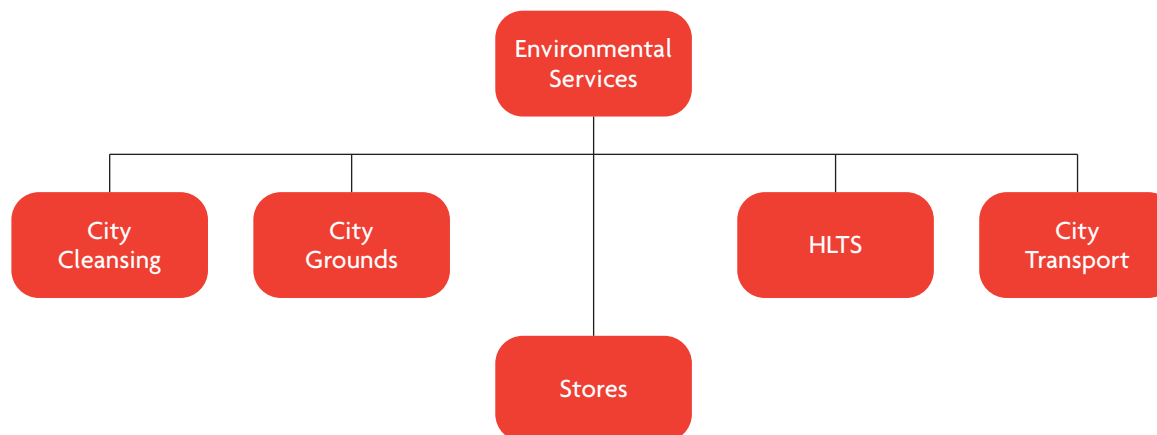 Environmental
Services
City
Cleansing
City
Grounds
HLTS
City
Transport
Stores